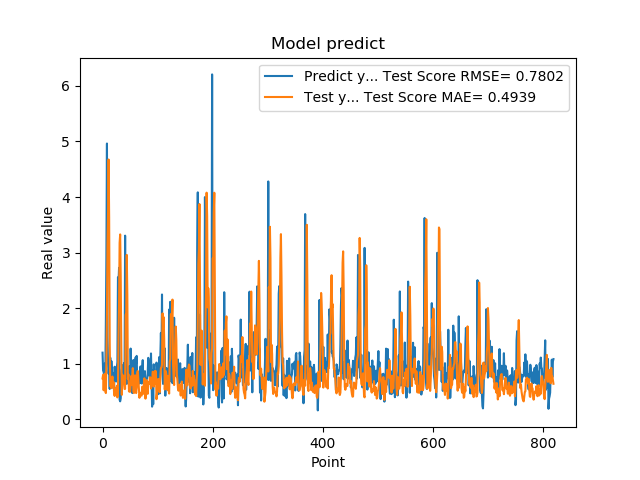 Model predict
Predict y... Test Score RMSE= 0.7802
Test y... Test Score MAE= 0.4939
Real value
6
5
4
3
2
1
0
0 200 400 600 800
Point